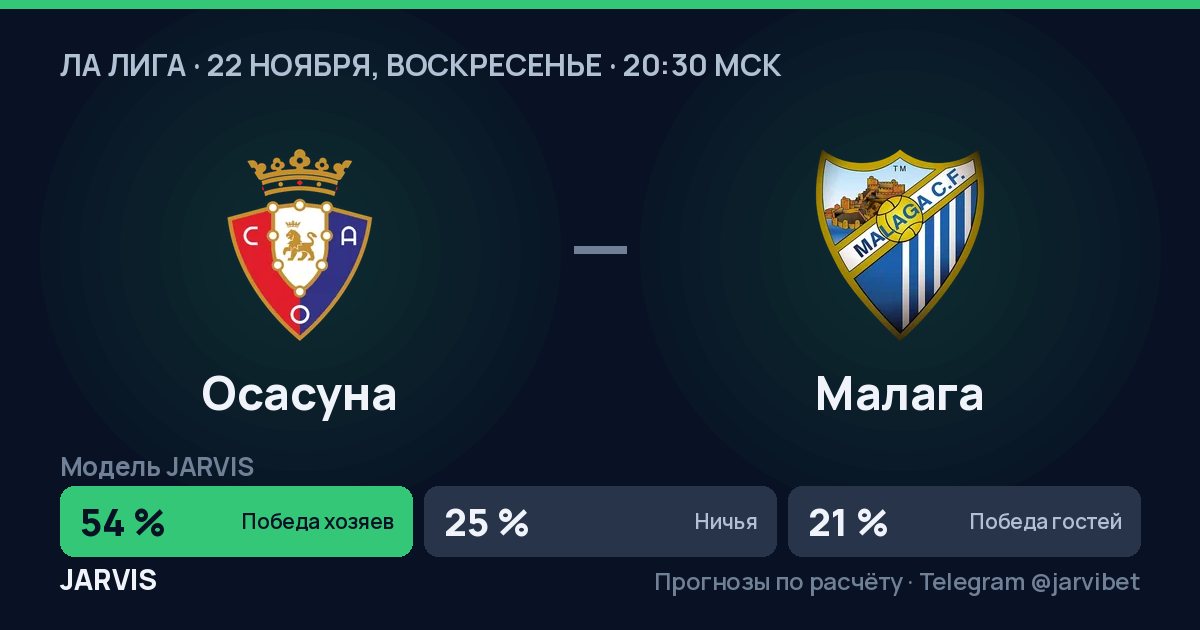 ЛА ЛИГА · 22 НОЯБРЯ, ВОСКРЕСЕНЬЕ · 20:30 МСК
C A O
TM
MALAGA C.F.
Осасуна — Малага
Модель JARVIS
54 % Победа хозяев 25 % Ничья 21 % Победа гостей
JARVIS Прогнозы по расчёту · Telegram @jarvibet